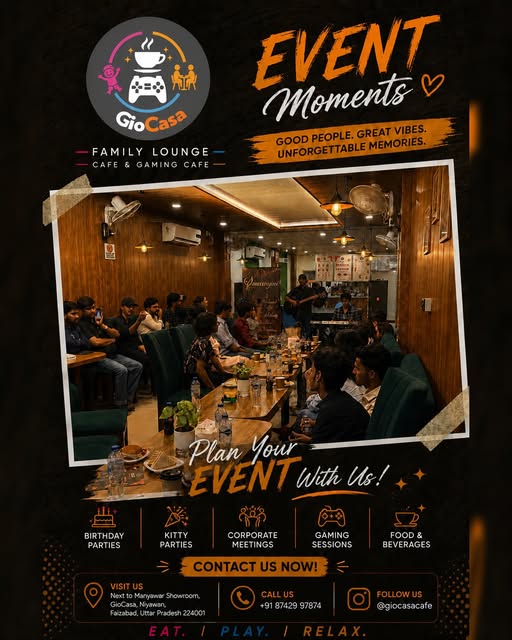 GioCasa
FAMILY LOUNGE
CAFE & GAMING CAFE
EVENT
Moments
GOOD PEOPLE. GREAT VIBES.
UNFORGETTABLE MEMORIES.
Plan Your
EVENT With Us!
BIRTHDAY
PARTIES
KITTY
PARTIES
CORPORATE
MEETINGS
GAMING
SESSIONS
FOOD &
BEVERAGES
CONTACT US NOW!
VISIT US
Next to Manyawar Showroom,
GioCasa, Niyawan,
Faizabad, Uttar Pradesh 224001
CALL US
+91 87429 97874
FOLLOW US
@giocasacafe
EAT. | PLAY. | RELAX.